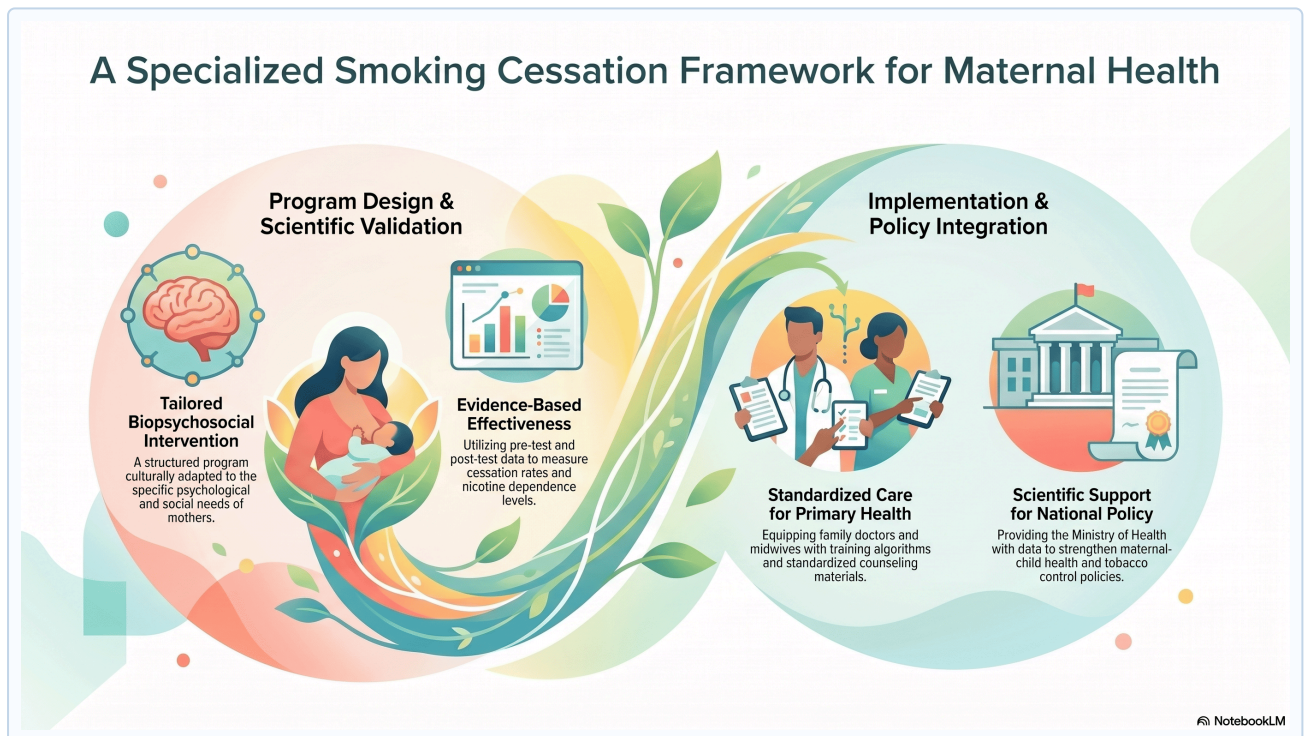 A Specialized Smoking Cessation Framework for Maternal Health
Program Design &
Scientific Validation
Tailored
Biopsychosocial
Intervention
A structured program
culturally adapted to the
specific psychological
and social needs of
mothers.
Evidence-Based
Effectiveness
Utilizing pre-test and
post-test data to measure
cessation rates and
nicotine dependence
levels.
Implementation &
Policy Integration
Standardized Care
for Primary Health
Equipping family doctors and
midwives with training algorithms
and standardized counseling
materials.
Scientific Support
for National Policy
Providing the Ministry of Health
with data to strengthen maternal-
child health and tobacco
control policies.
NotebookLM